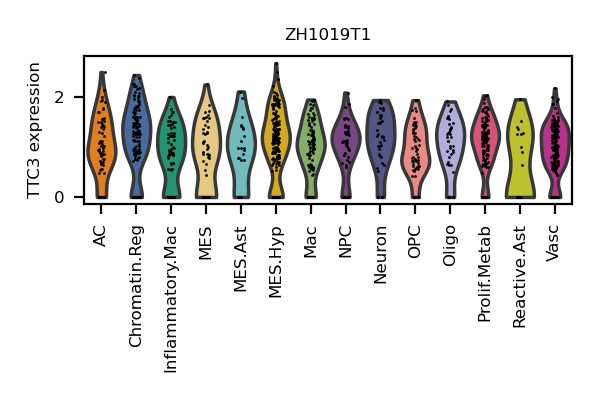 ZH1019T1
TTC3 expression
2
0
AC
Chromatin.Reg
Inflammatory.Mac
MES
MES.Ast
MES.Hyp
Mac
NPC
Neuron
OPC
Oligo
Prolif.Metab
Reactive.Ast
Vasc